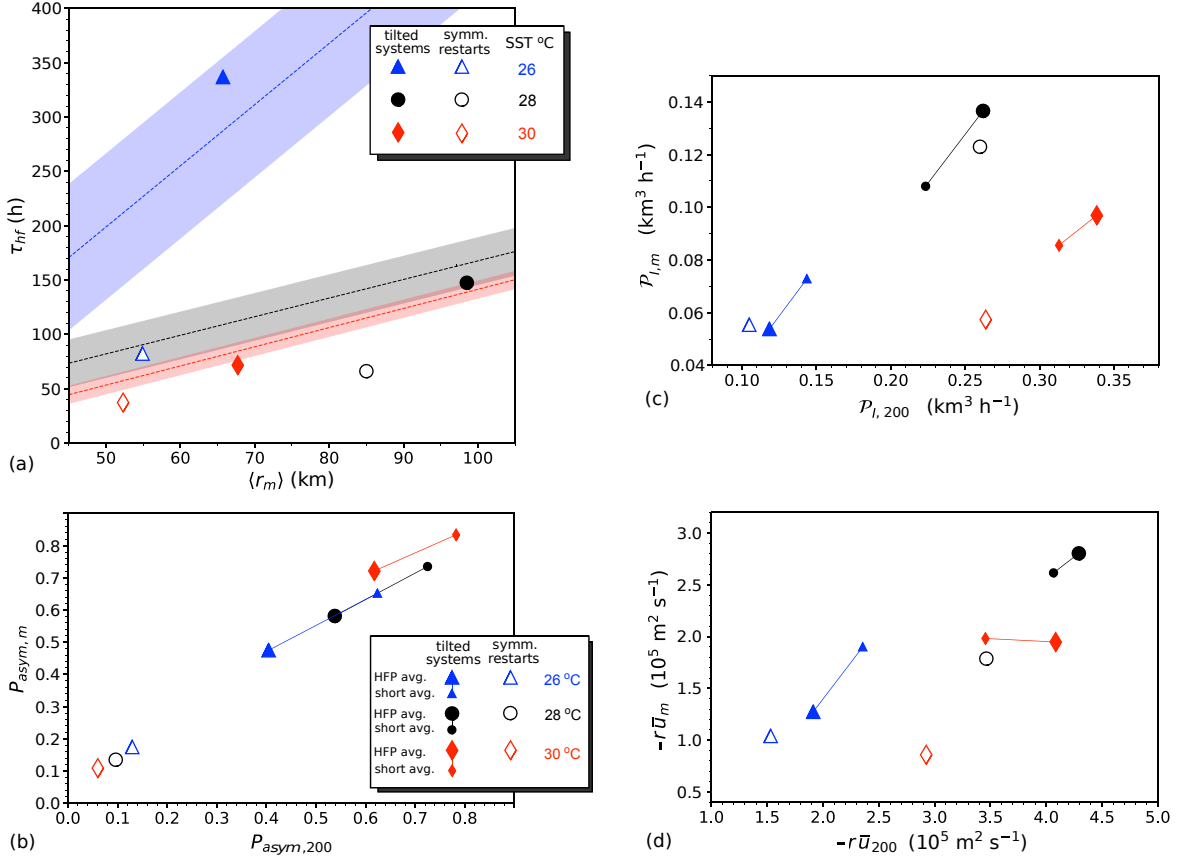 400
350
300
250
200
150
100
50
0
τhf (h)
50 60 70 80 90 100
⟨rm⟩ (km)
(a)
tilted systems symm. restarts SST °C
26
28
30
0.14
0.12
0.10
0.08
0.06
0.04
𝒫l,m (km³ h⁻¹)
0.10 0.15 0.20 0.25 0.30 0.35
𝒫l,200 (km³ h⁻¹)
(c)
0.8
0.7
0.6
0.5
0.4
0.3
0.2
0.1
0.0
Pasym,m
0.0 0.1 0.2 0.3 0.4 0.5 0.6 0.7 0.8
Pasym,200
(b)
tilted systems symm. restarts
HFP avg. 26 °C
short avg.
HFP avg. 28 °C
short avg.
HFP avg. 30 °C
short avg.
3.0
2.5
2.0
1.5
1.0
0.5
-rūm (10⁵ m² s⁻¹)
1.0 1.5 2.0 2.5 3.0 3.5 4.0 4.5 5.0
-rū200 (10⁵ m² s⁻¹)
(d)